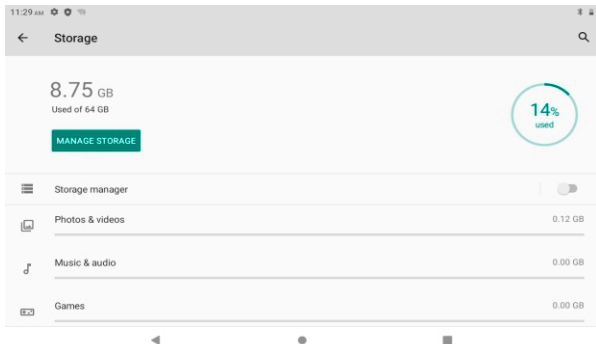 11:29 AM
Storage
8.75 GB
Used of 64 GB
14%
used
MANAGE STORAGE
Storage manager
Photos & videos
0.12 GB
Music & audio
0.00 GB
Games
0.00 GB